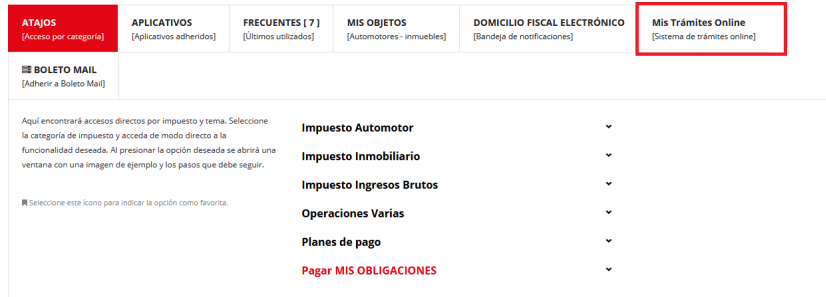 ATAJOS
[Acceso por categoría]
APLICATIVOS
[Aplicativos adheridos]
FRECUENTES [ 7 ]
[Últimos utilizados]
MIS OBJETOS
[Automotores - inmuebles]
DOMICILIO FISCAL ELECTRÓNICO
[Bandeja de notificaciones]
Mis Trámites Online
[Sistema de trámites online]
BOLETO MAIL
[Adherir a Boleto Mail]
Aquí encontrará accesos directos por impuesto y tema. Seleccione
la categoría de impuesto y acceda de modo directo a la
funcionalidad deseada. Al presionar la opción deseada se abrirá una
ventana con una imagen de ejemplo y los pasos que debe seguir.
Seleccione este ícono para indicar la opción como favorita.
Impuesto Automotor
Impuesto Inmobiliario
Impuesto Ingresos Brutos
Operaciones Varias
Planes de pago
Pagar MIS OBLIGACIONES